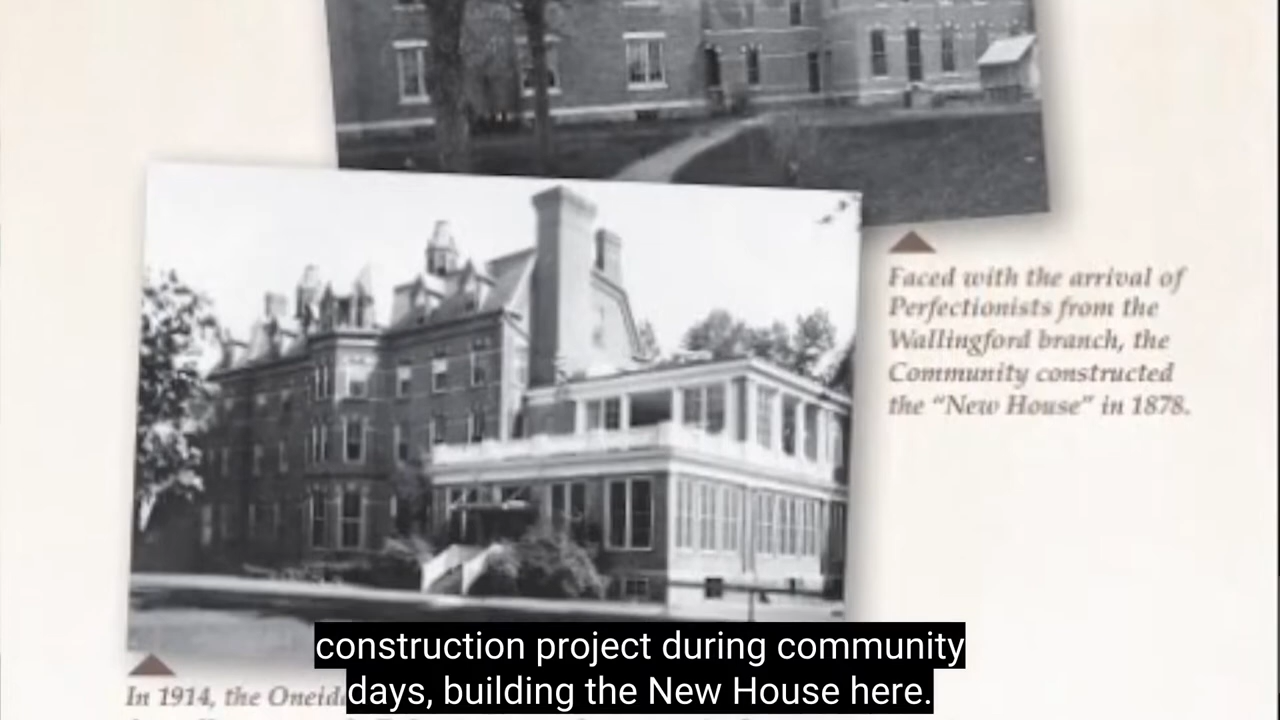 Faced with the arrival of
Perfectionists from the
Wallingford branch, the
Community constructed
the “New House” in 1878.
In 1914, the
construction project during community
days, building the New House here.